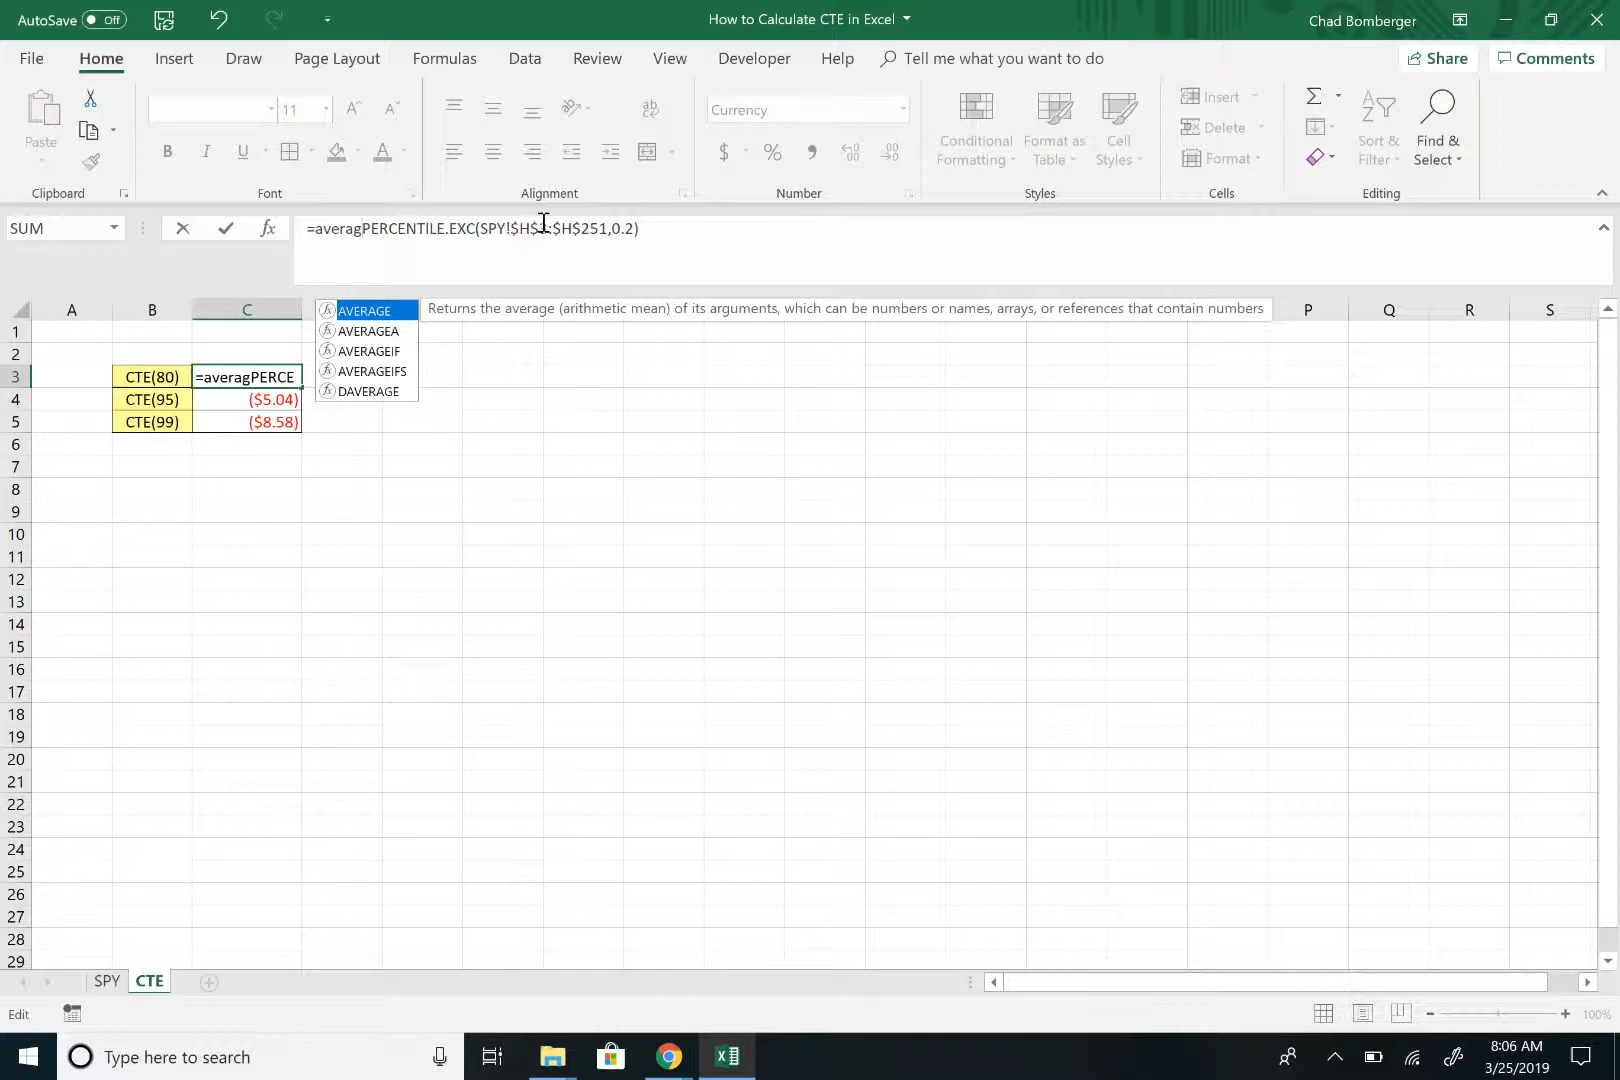 AutoSave Off
How to Calculate CTE in Excel
Chad Bomberger
File Home Insert Draw Page Layout Formulas Data Review View Developer Help Tell me what you want to do
Share Comments
Paste
11
Currency
Conditional Formatting
Format as Table
Cell Styles
Insert
Delete
Format
Sort & Filter
Find & Select
Clipboard Font Alignment Number Styles Cells Editing
SUM
=averagPERCENTILE.EXC(SPY!$H$ :$H$251,0.2)
A B C P Q R S
AVERAGE
Returns the average (arithmetic mean) of its arguments, which can be numbers or names, arrays, or references that contain numbers
AVERAGEA
AVERAGEIF
AVERAGEIFS
DAVERAGE
1
2
3 CTE(80) =averagPERCE
4 CTE(95) ($5.04)
5 CTE(99) ($8.58)
6
7
8
9
10
11
12
13
14
15
16
17
18
19
20
21
22
23
24
25
26
27
28
29
SPY CTE
Edit
100%
Type here to search
8:06 AM
3/25/2019